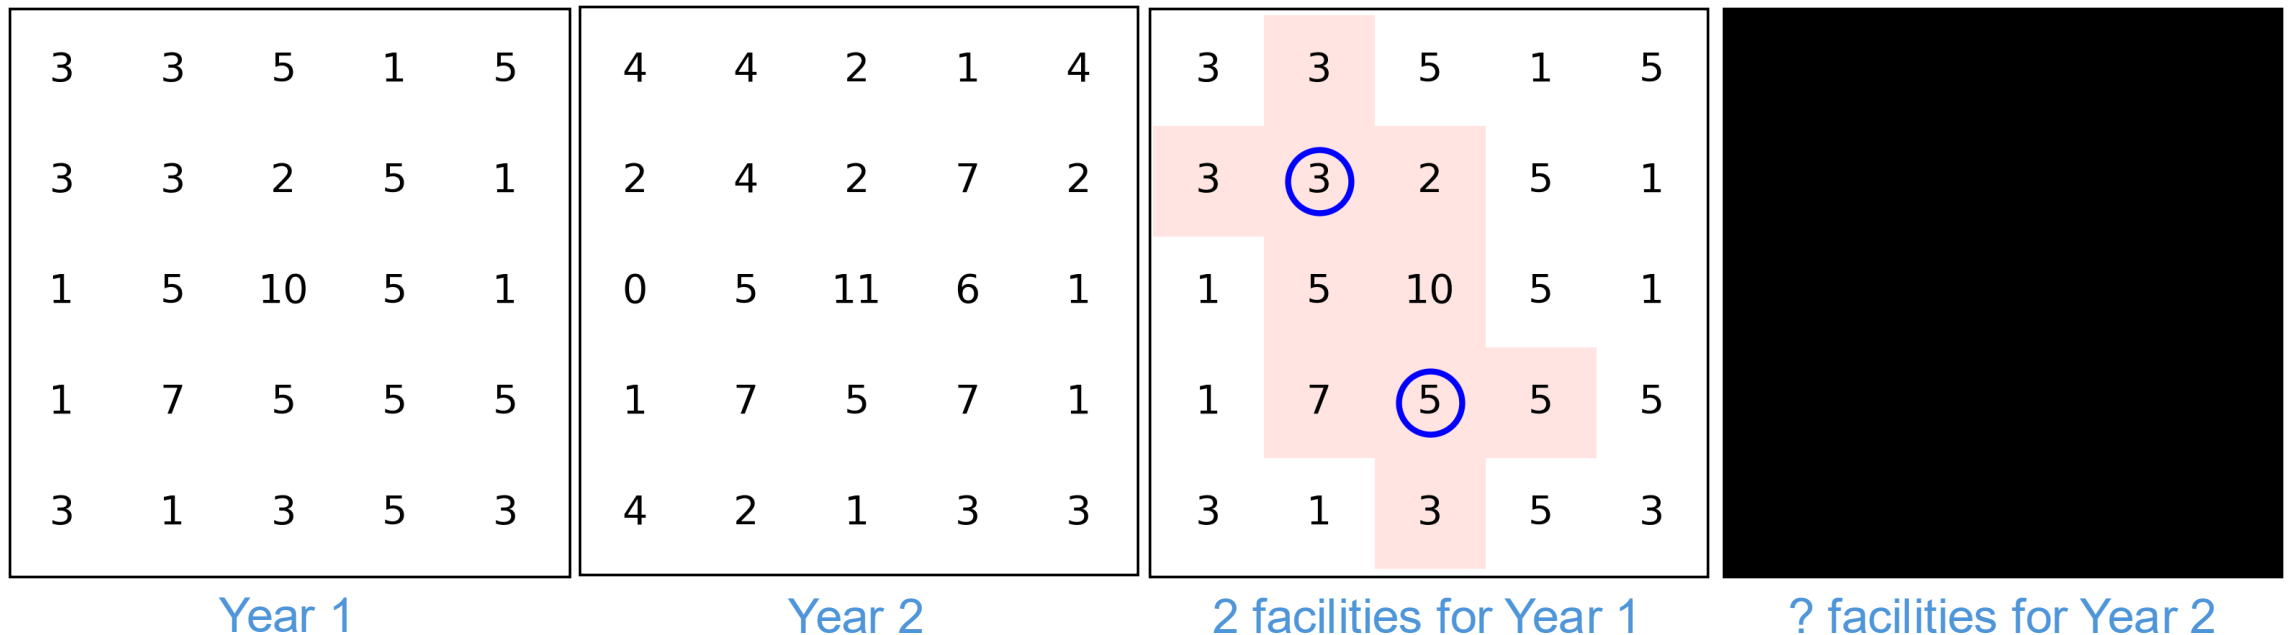 3 3 5 1 5
3 3 2 5 1
1 5 10 5 1
1 7 5 5 5
3 1 3 5 3
Year 1
4 4 2 1 4
2 4 2 7 2
0 5 11 6 1
1 7 5 7 1
4 2 1 3 3
Year 2
3 3 5 1 5
3 3 2 5 1
1 5 10 5 1
1 7 5 5 5
3 1 3 5 3
2 facilities for Year 1
? facilities for Year 2